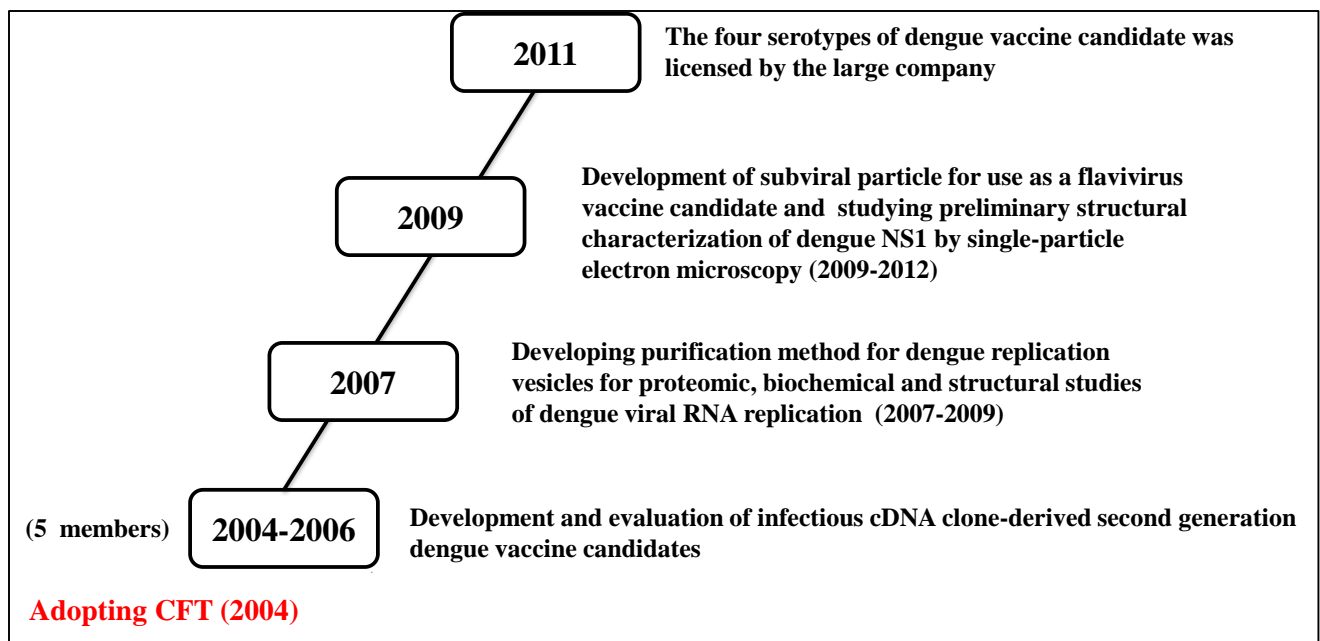 2011
The four serotypes of dengue vaccine candidate was
licensed by the large company
2009
Development of subviral particle for use as a flavivirus
vaccine candidate and studying preliminary structural
characterization of dengue NS1 by single-particle
electron microscopy (2009-2012)
2007
Developing purification method for dengue replication
vesicles for proteomic, biochemical and structural studies
of dengue viral RNA replication (2007-2009)
(5 members)
2004-2006
Development and evaluation of infectious cDNA clone-derived second generation
dengue vaccine candidates
Adopting CFT (2004)